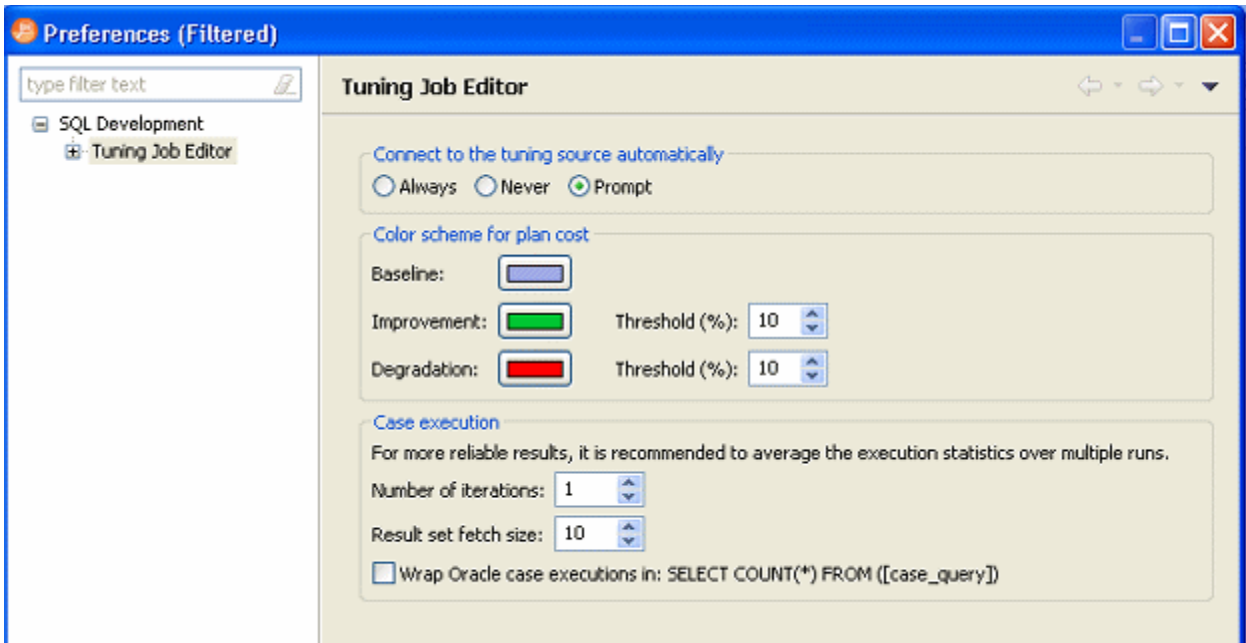 Preferences (Filtered)
type filter text
SQL Development
Tuning Job Editor
Tuning Job Editor
Connect to the tuning source automatically
Always Never Prompt
Color scheme for plan cost
Baseline:
Improvement: Threshold (%): 10
Degradation: Threshold (%): 10
Case execution
For more reliable results, it is recommended to average the execution statistics over multiple runs.
Number of iterations: 1
Result set fetch size: 10
Wrap Oracle case executions in: SELECT COUNT(*) FROM ([case_query])